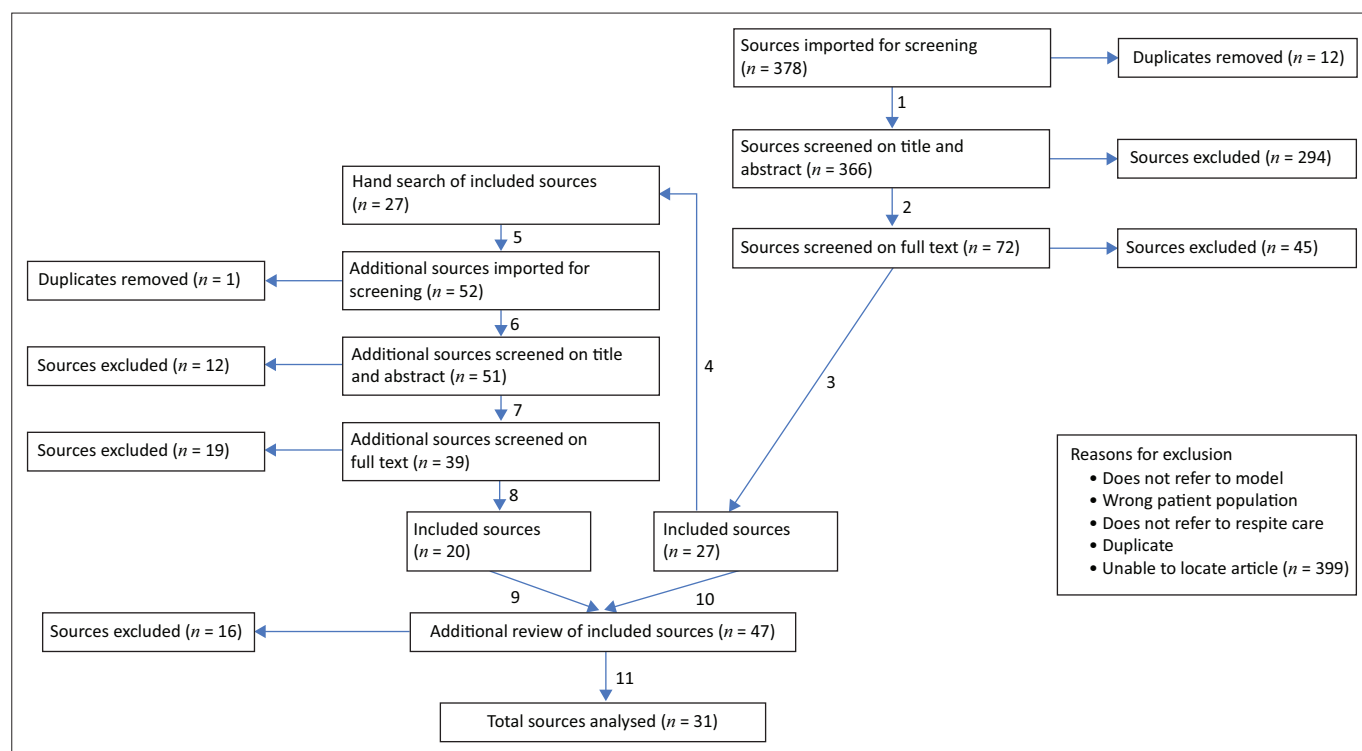 Sources imported for screening
(n = 378)
Duplicates removed (n = 12)
1
Sources screened on title and
abstract (n = 366)
Sources excluded (n = 294)
2
Sources screened on full text (n = 72)
Sources excluded (n = 45)
3
Hand search of included sources
(n = 27)
4
5
Additional sources imported for
screening (n = 52)
Duplicates removed (n = 1)
6
Additional sources screened on title
and abstract (n = 51)
Sources excluded (n = 12)
7
Additional sources screened on
full text (n = 39)
Sources excluded (n = 19)
8
Included sources
(n = 20)
Included sources
(n = 27)
9
10
Additional review of included sources (n = 47)
Sources excluded (n = 16)
11
Total sources analysed (n = 31)
Reasons for exclusion
• Does not refer to model
• Wrong patient population
• Does not refer to respite care
• Duplicate
• Unable to locate article (n = 399)